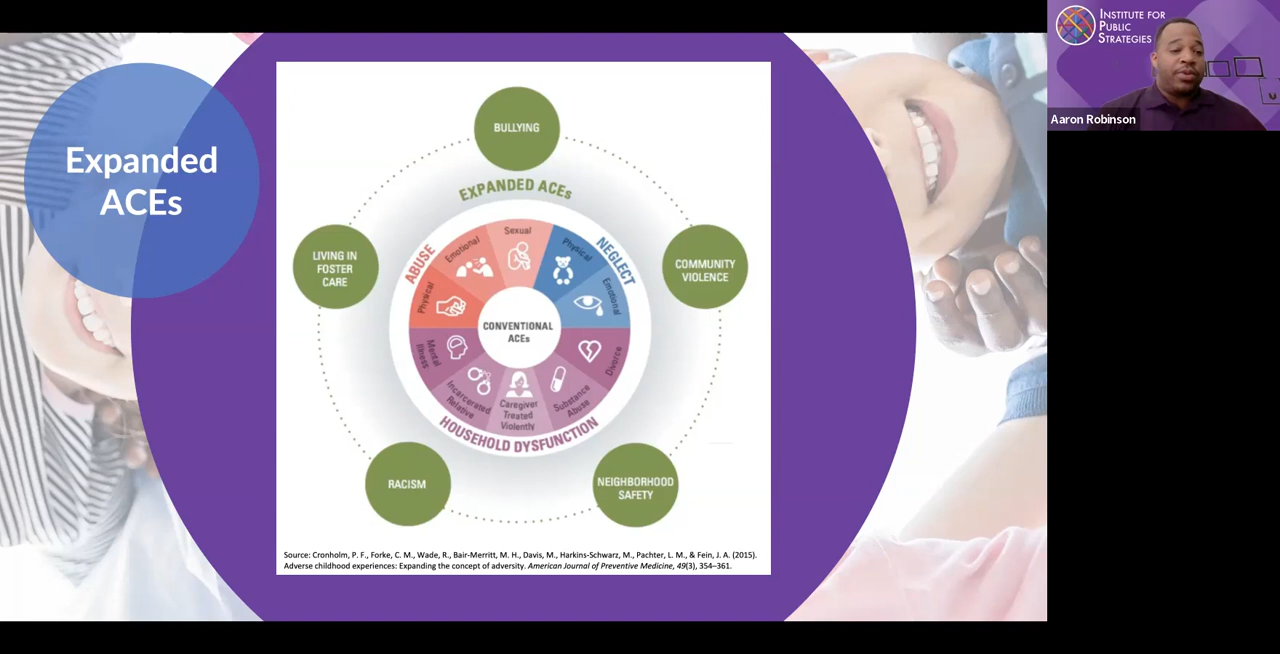 Expanded
ACEs
BULLYING
EXPANDED ACEs
LIVING IN
FOSTER
CARE
COMMUNITY
VIOLENCE
ABUSE
NEGLECT
Physical
Emotional
Sexual
Physical
Emotional
CONVENTIONAL
ACEs
Mental
Illness
Incarcerated
Relative
Caregiver
Treated
Violently
Substance
Abuse
Divorce
HOUSEHOLD DYSFUNCTION
RACISM
NEIGHBORHOOD
SAFETY
Source: Cronholm, P. F., Forke, C. M., Wade, R., Bair-Merritt, M. H., Davis, M., Harkins-Schwarz, M., Pachter, L. M., & Fein, J. A. (2015).
Adverse childhood experiences: Expanding the concept of adversity. American Journal of Preventive Medicine, 49(3), 354–361.
INSTITUTE FOR
PUBLIC
STRATEGIES
Aaron Robinson